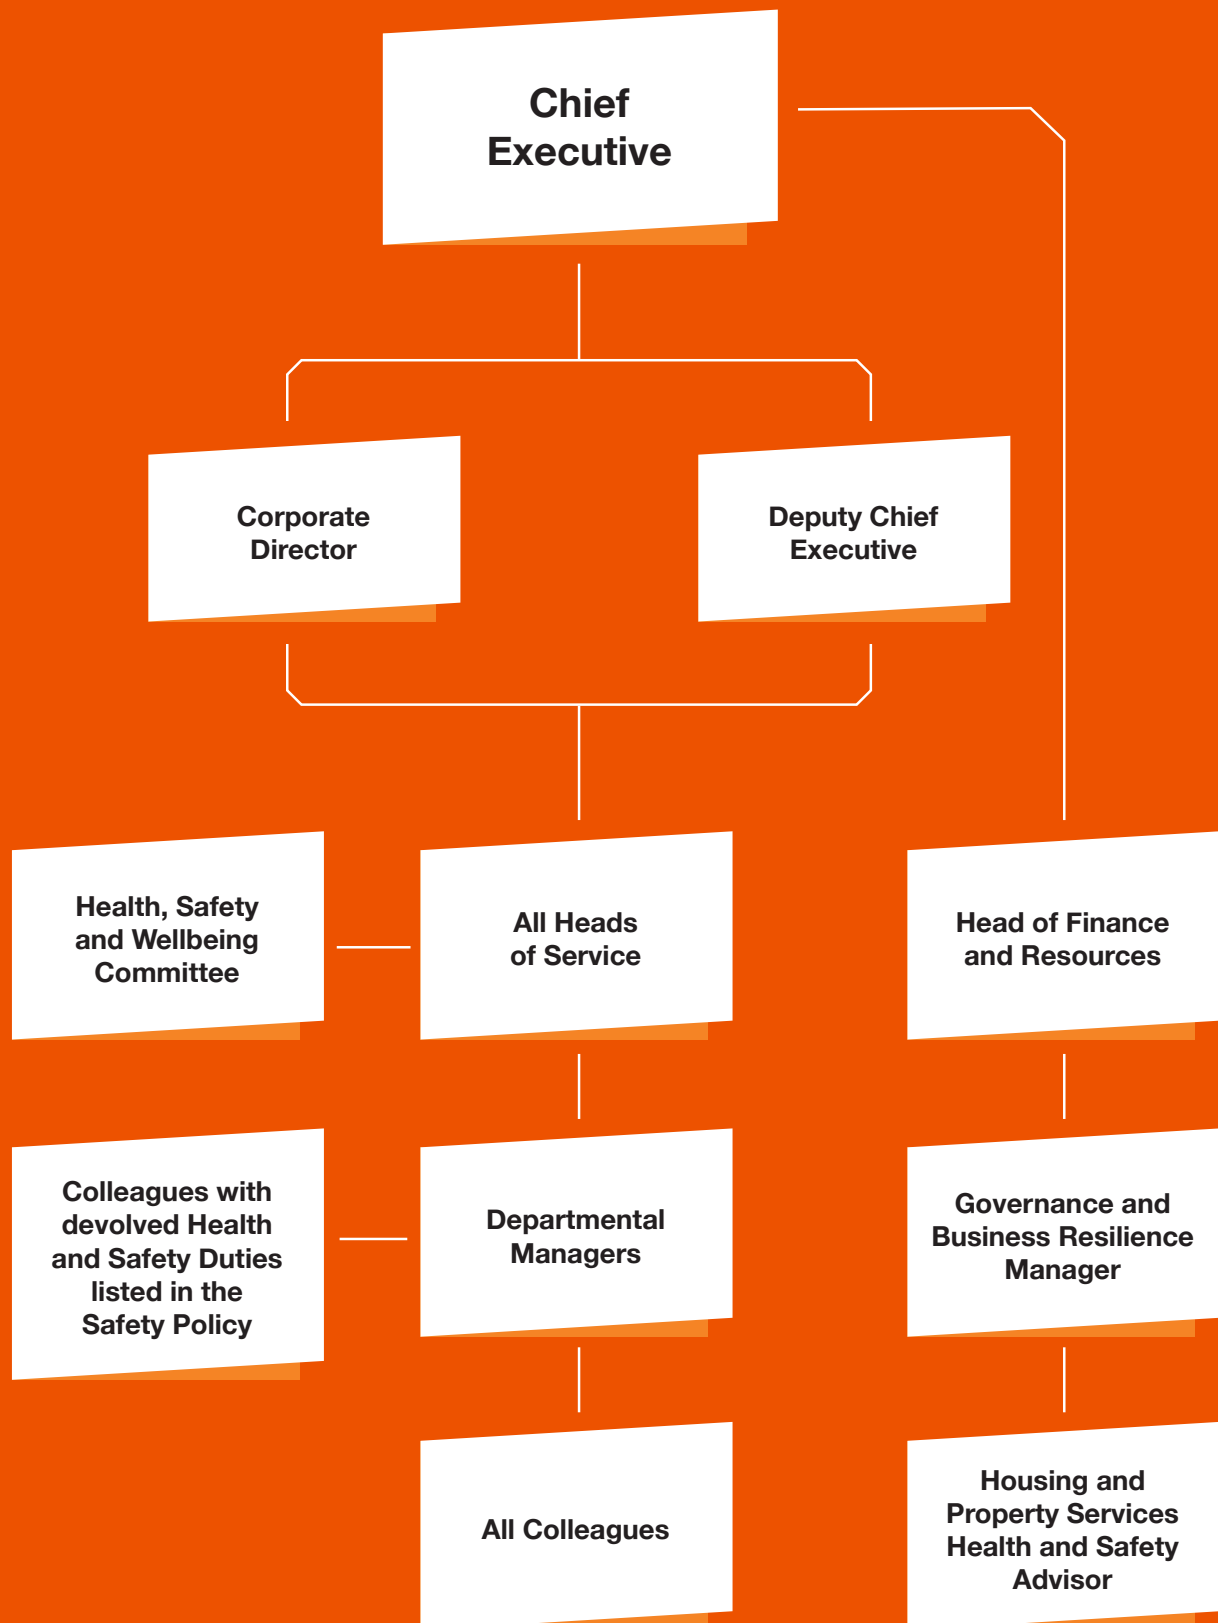 Chief
Executive
Corporate
Director
Deputy Chief
Executive
Health, Safety
and Wellbeing
Committee
All Heads
of Service
Head of Finance
and Resources
Colleagues with
devolved Health
and Safety Duties
listed in the
Safety Policy
Departmental
Managers
Governance and
Business Resilience
Manager
All Colleagues
Housing and
Property Services
Health and Safety
Advisor